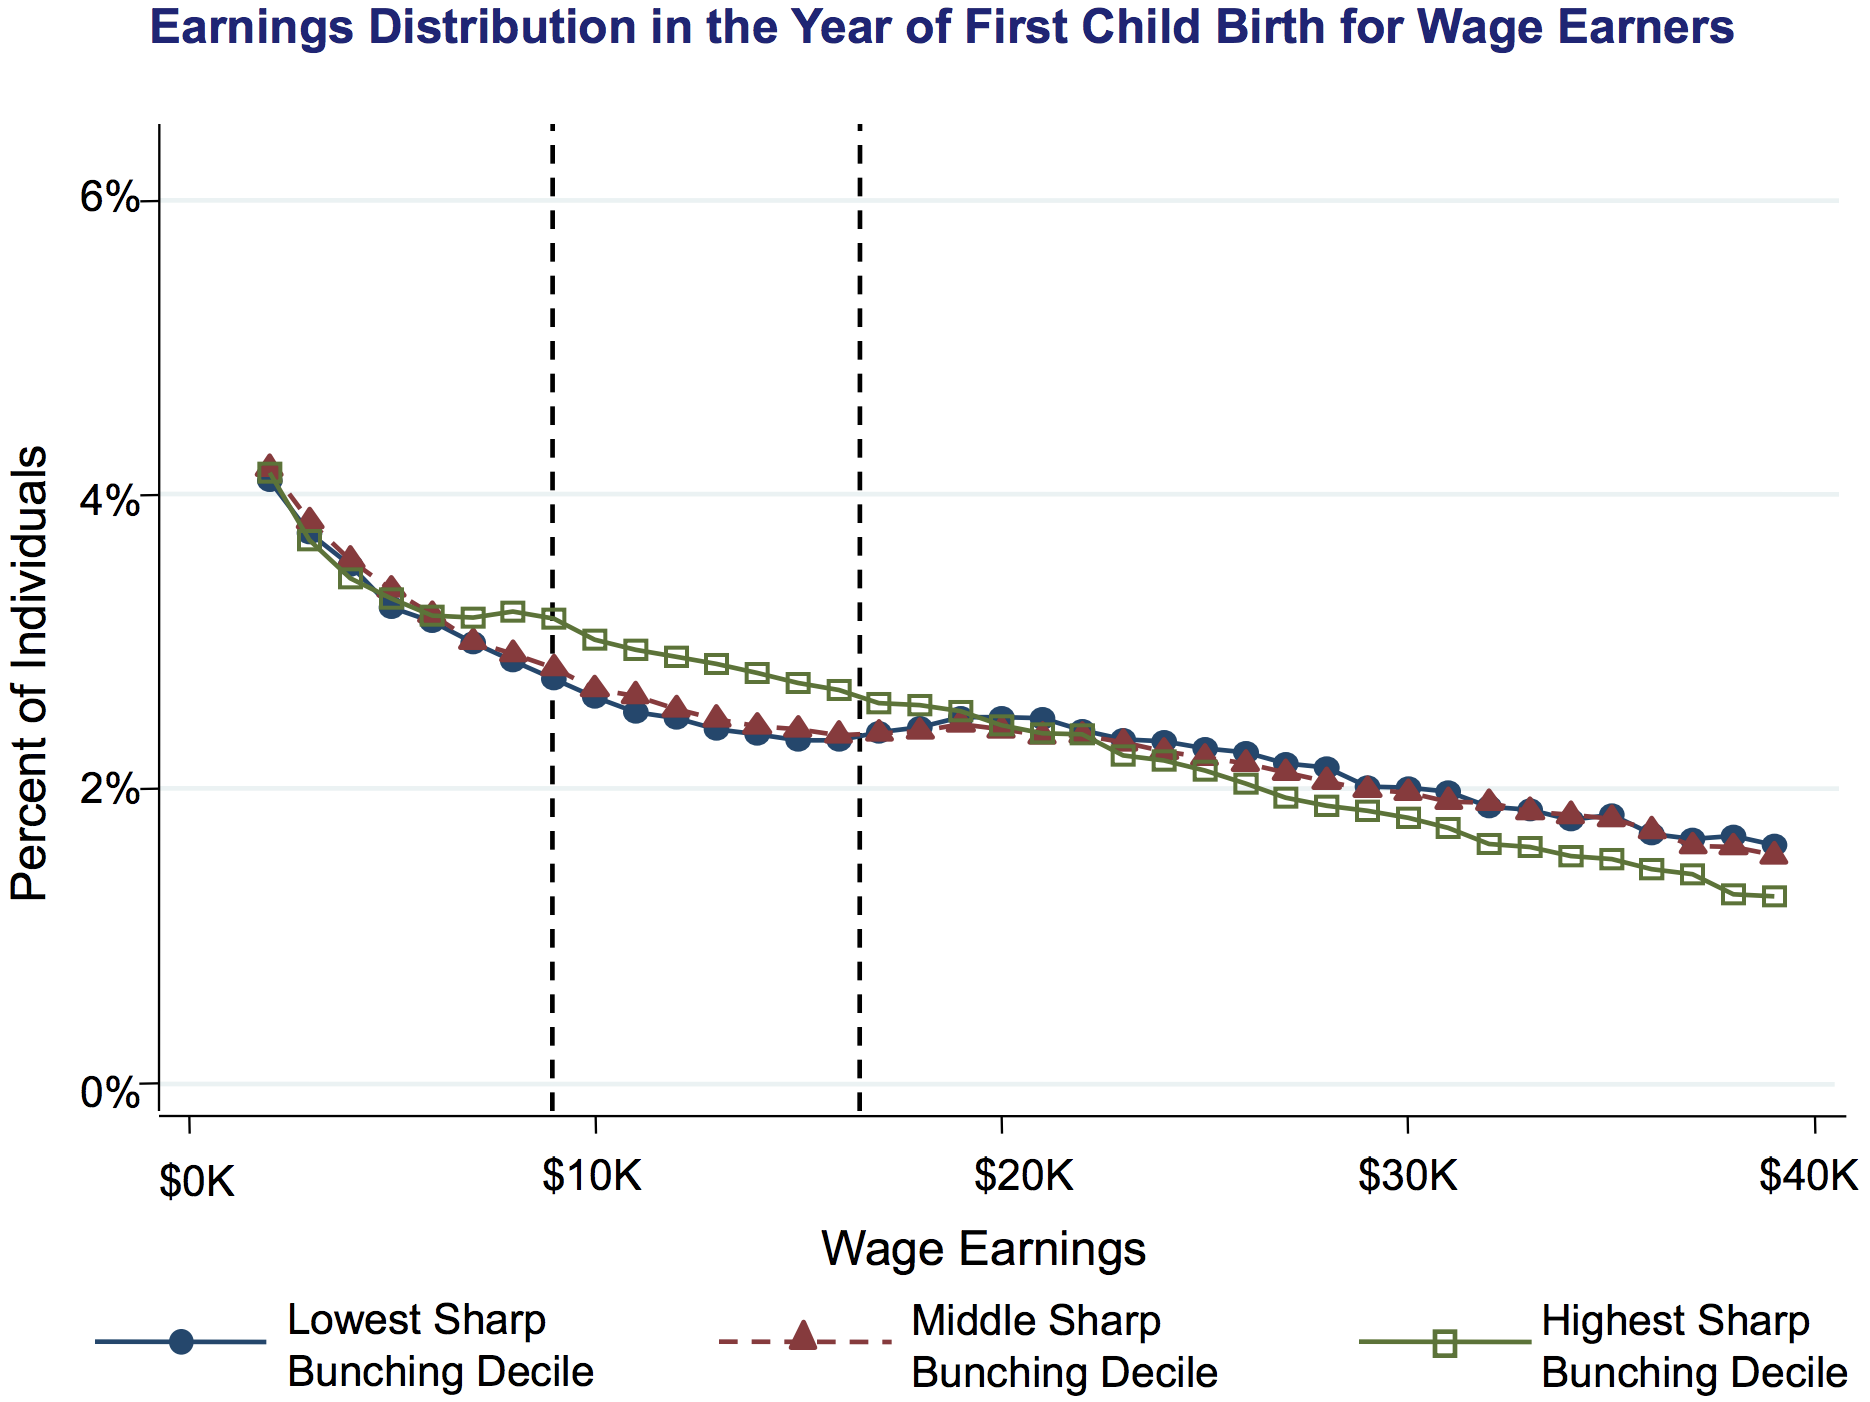 Earnings Distribution in the Year of First Child Birth for Wage Earners
6%
4%
2%
0%
Percent of Individuals
$0K
$10K
$20K
$30K
$40K
Wage Earnings
Lowest Sharp
Bunching Decile
Middle Sharp
Bunching Decile
Highest Sharp
Bunching Decile